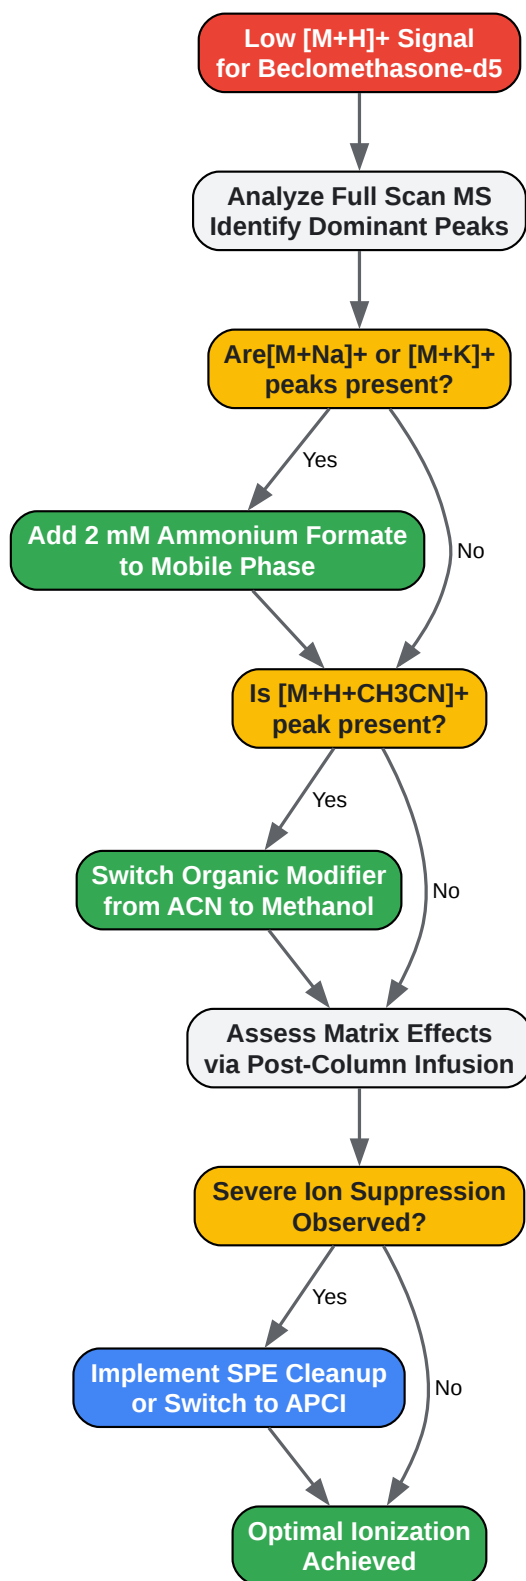 Low [M+H]+ Signal
for Beclomethasone-d5
Analyze Full Scan MS
Identify Dominant Peaks
Are[M+Na]+ or [M+K]+
peaks present?
Yes
Add 2 mM Ammonium Formate
to Mobile Phase
No
Is [M+H+CH3CN]+
peak present?
Yes
Switch Organic Modifier
from ACN to Methanol
No
Assess Matrix Effects
via Post-Column Infusion
Severe Ion Suppression
Observed?
Yes
Implement SPE Cleanup
or Switch to APCI
No
Optimal Ionization
Achieved